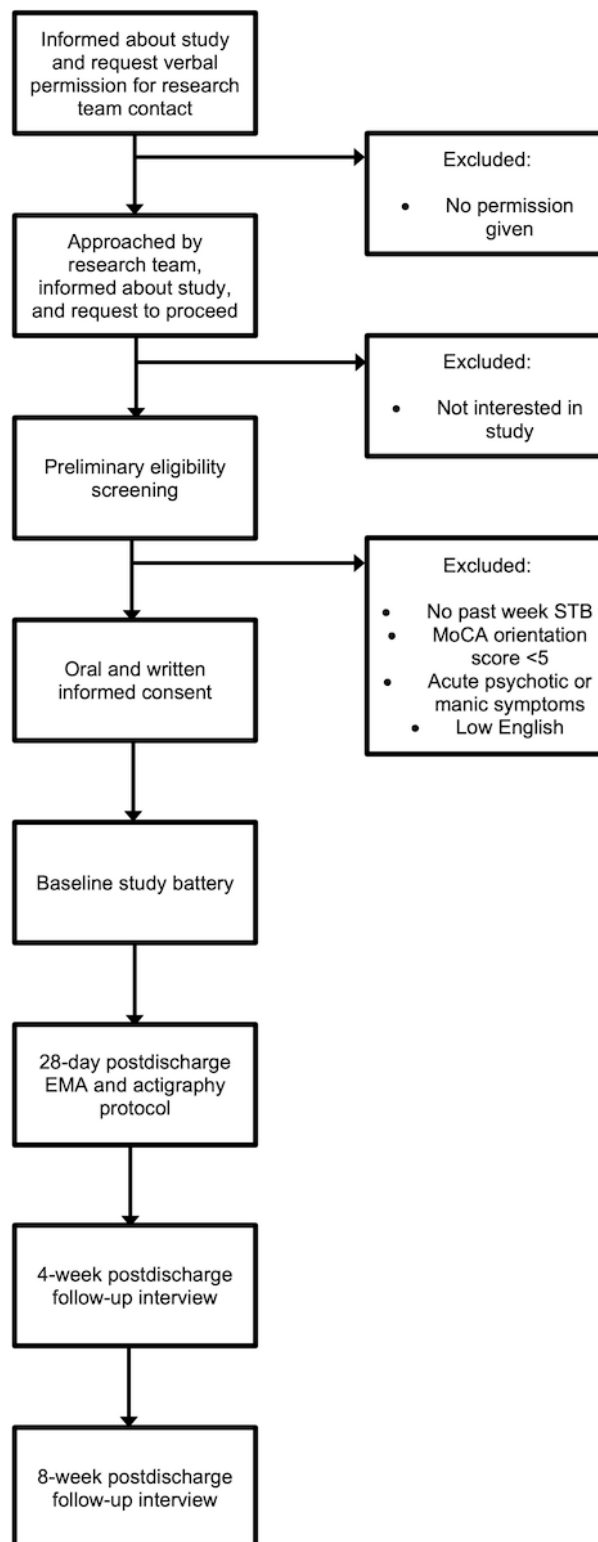 Informed about study
and request verbal
permission for research
team contact
Excluded:
• No permission
given
Approached by
research team,
informed about study,
and request to proceed
Excluded:
• Not interested in
study
Preliminary eligibility
screening
Excluded:
• No past week STB
• MoCA orientation
score <5
• Acute psychotic or
manic symptoms
• Low English
Oral and written
informed consent
Baseline study battery
28-day postdischarge
EMA and actigraphy
protocol
4-week postdischarge
follow-up interview
8-week postdischarge
follow-up interview